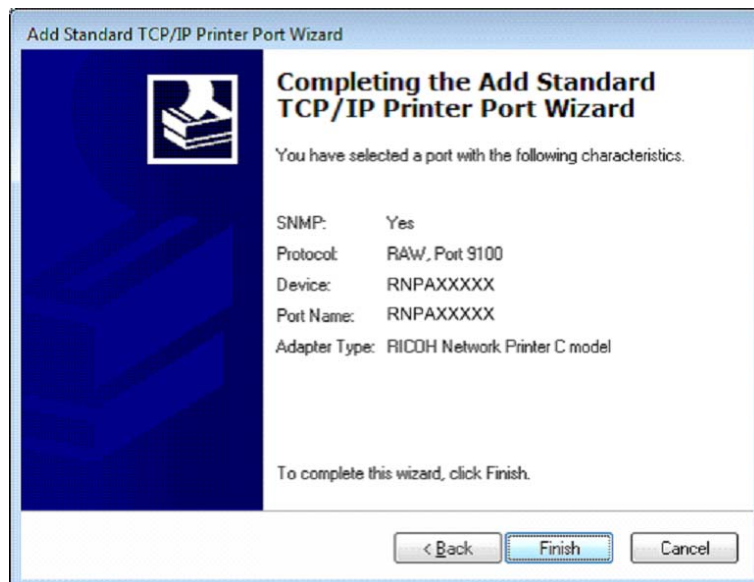 Add Standard TCP/IP Printer Port Wizard
Completing the Add Standard
TCP/IP Printer Port Wizard
You have selected a port with the following characteristics.
SNMP: Yes
Protocol: RAW, Port 9100
Device: RNPAXXXXX
Port Name: RNPAXXXXX
Adapter Type: RICOH Network Printer C model
To complete this wizard, click Finish.
< Back Finish Cancel